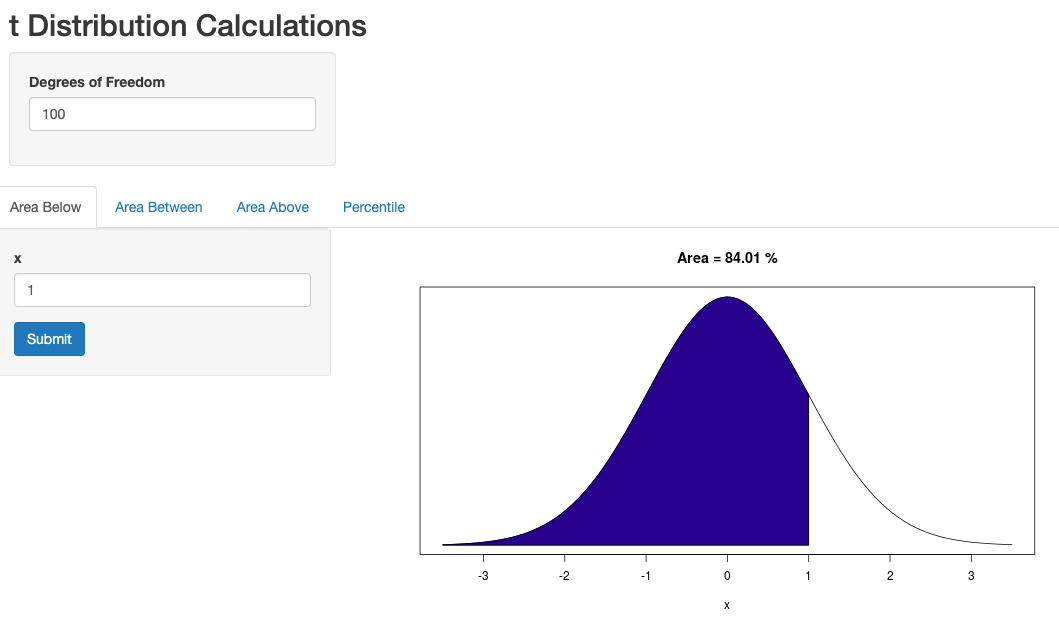 t Distribution Calculations
Degrees of Freedom
100
Area Below Area Between Area Above Percentile
x
1
Submit
Area = 84.01 %
-3 -2 -1 0 1 2 3
x